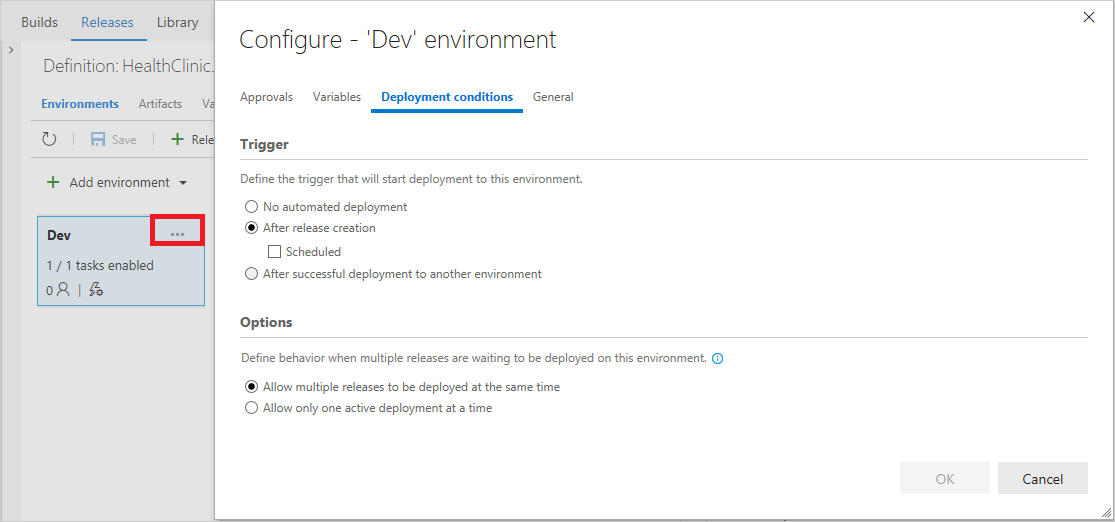 Builds Releases Library
Definition: HealthClinic.
Environments Artifacts Va
Save Rele
Add environment
Dev ...
1 / 1 tasks enabled
0
Configure - 'Dev' environment
Approvals Variables Deployment conditions General
Trigger
Define the trigger that will start deployment to this environment.
No automated deployment
After release creation
Scheduled
After successful deployment to another environment
Options
Define behavior when multiple releases are waiting to be deployed on this environment.
Allow multiple releases to be deployed at the same time
Allow only one active deployment at a time
OK Cancel